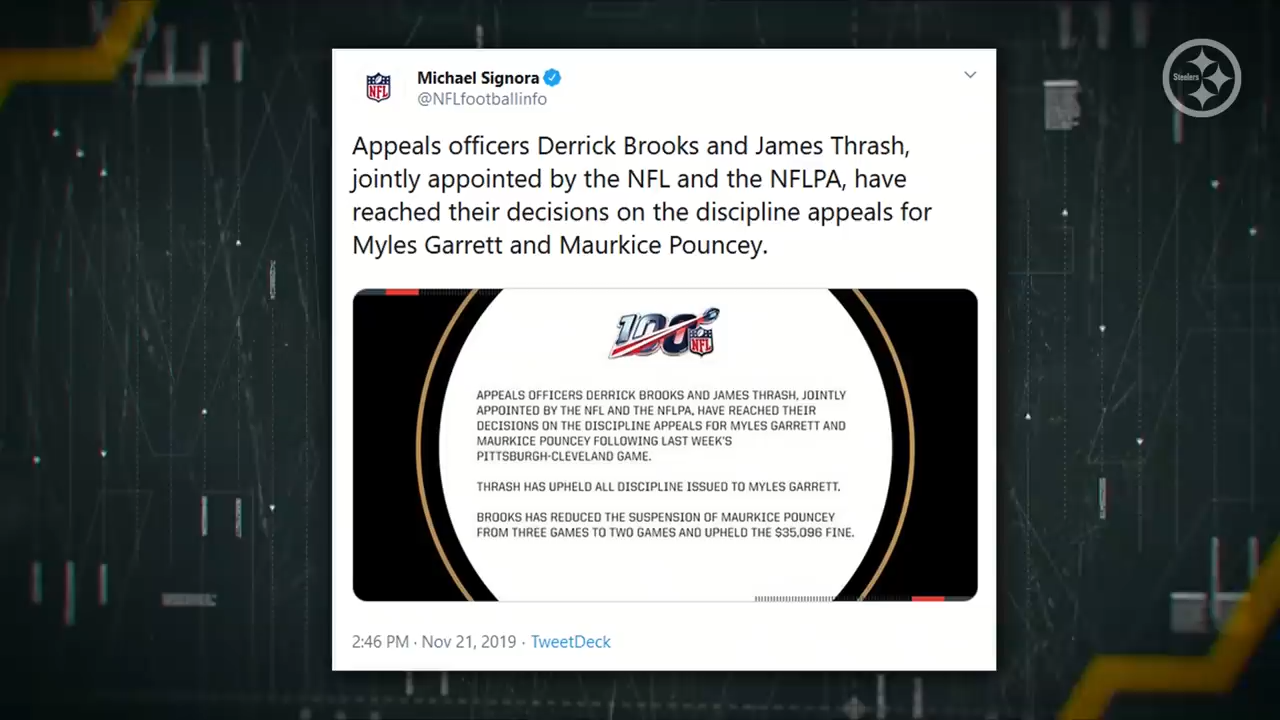 Michael Signora
@NFLfootballinfo
Steelers
Appeals officers Derrick Brooks and James Thrash,
jointly appointed by the NFL and the NFLPA, have
reached their decisions on the discipline appeals for
Myles Garrett and Maurkice Pouncey.
100
NFL
APPEALS OFFICERS DERRICK BROOKS AND JAMES THRASH, JOINTLY
APPOINTED BY THE NFL AND THE NFLPA, HAVE REACHED THEIR
DECISIONS ON THE DISCIPLINE APPEALS FOR MYLES GARRETT AND
MAURKICE POUNCEY FOLLOWING LAST WEEK'S
PITTSBURGH-CLEVELAND GAME.
THRASH HAS UPHELD ALL DISCIPLINE ISSUED TO MYLES GARRETT.
BROOKS HAS REDUCED THE SUSPENSION OF MAURKICE POUNCEY
FROM THREE GAMES TO TWO GAMES AND UPHELD THE $35,096 FINE.
2:46 PM · Nov 21, 2019 · TweetDeck
NFL